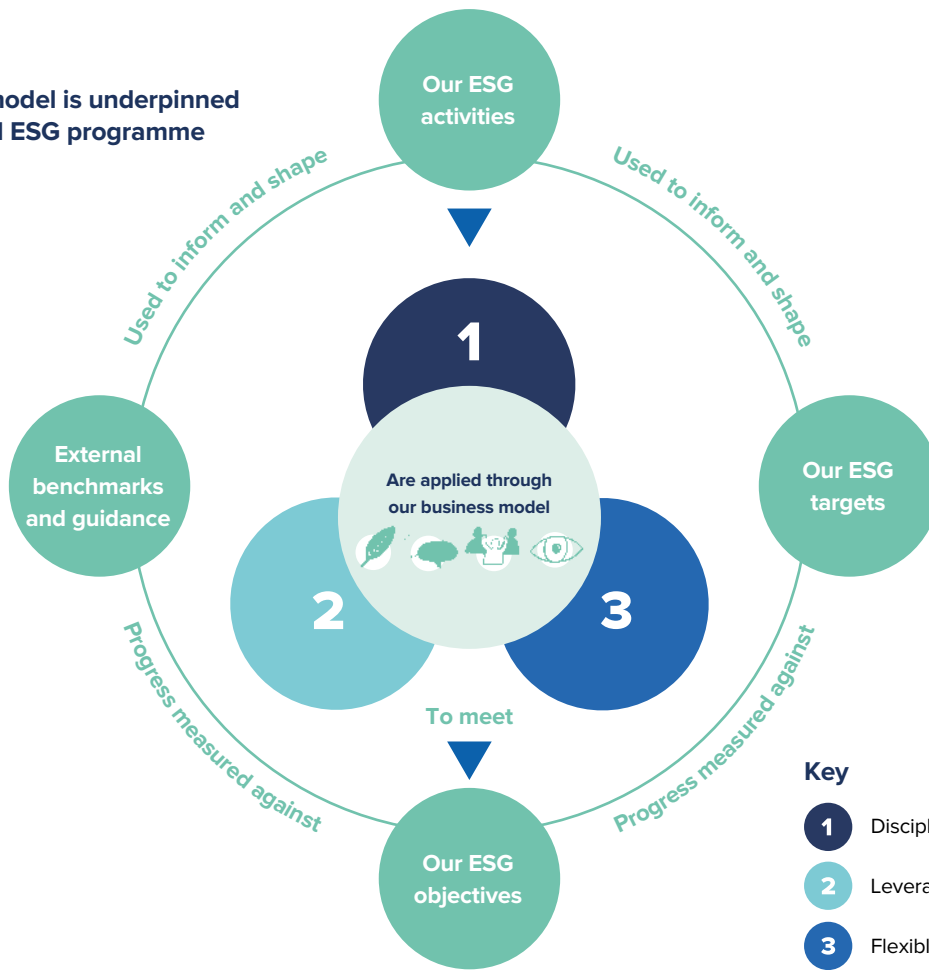 model is underpinned
ESG programme
Our ESG
activities
Used to inform and shape
Used to inform and shape
1
External
benchmarks
and guidance
Are applied through
our business model
Our ESG
targets
2
3
Progress measured against
To meet
Progress measured against
Our ESG
objectives
Key
1
2
3 Flexibl